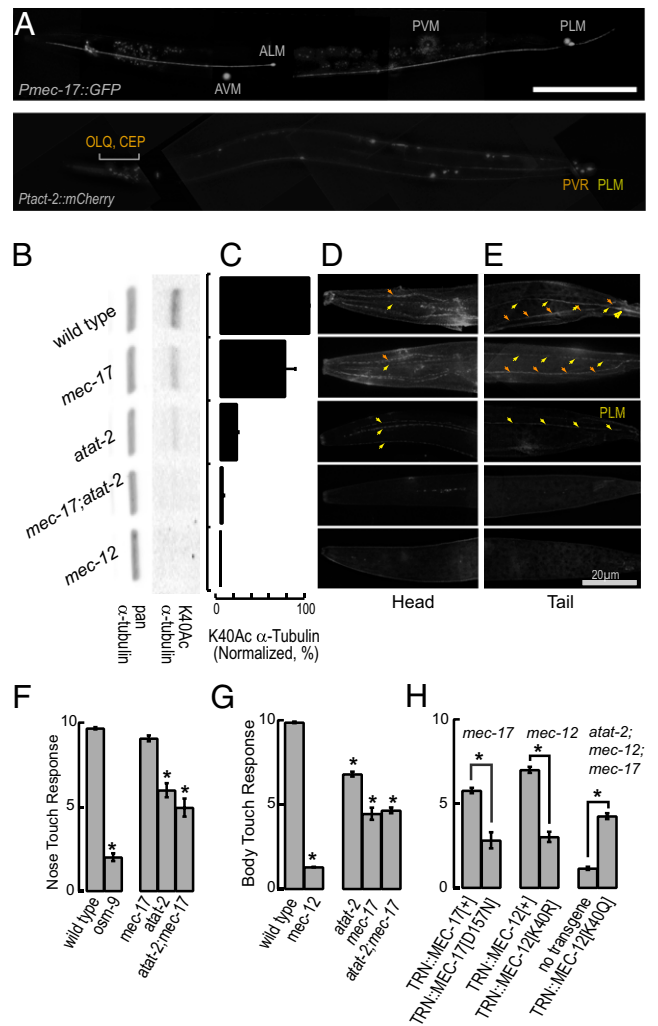 A
Pmec-17::GFP
ALM
AVM
PVM
PLM
OLQ, CEP
Ptact-2::mCherry
PVR PLM
B
C
D
E
wild type
mec-17
atat-2
mec-17;atat-2
mec-12
pan
α-tubulin
K40Ac
α-tubulin
0
100
K40Ac α-Tubulin
(Normalized, %)
PLM
20µm
Head
Tail
F
Nose Touch Response
10
5
0
*
*
*
wild type
osm-9
mec-17
atat-2
atat-2;mec-17
G
Body Touch Response
10
5
0
*
*
*
*
wild type
mec-12
atat-2
mec-17
atat-2;mec-17
H
10
5
0
mec-17
mec-12
atat-2;
mec-12;
mec-17
*
*
*
TRN::MEC-17[+]
TRN::MEC-17[D157N]
TRN::MEC-12[+]
TRN::MEC-12[K40R]
no transgene
TRN::MEC-12[K40Q]